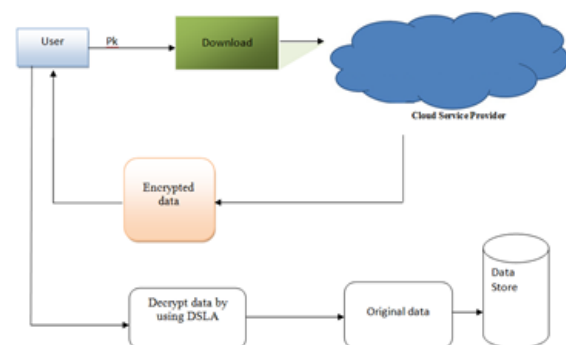 User
Pk
Download
Cloud Service Provider
Encrypted
data
Decrypt data by
using DSLA
Original data
Data
Store